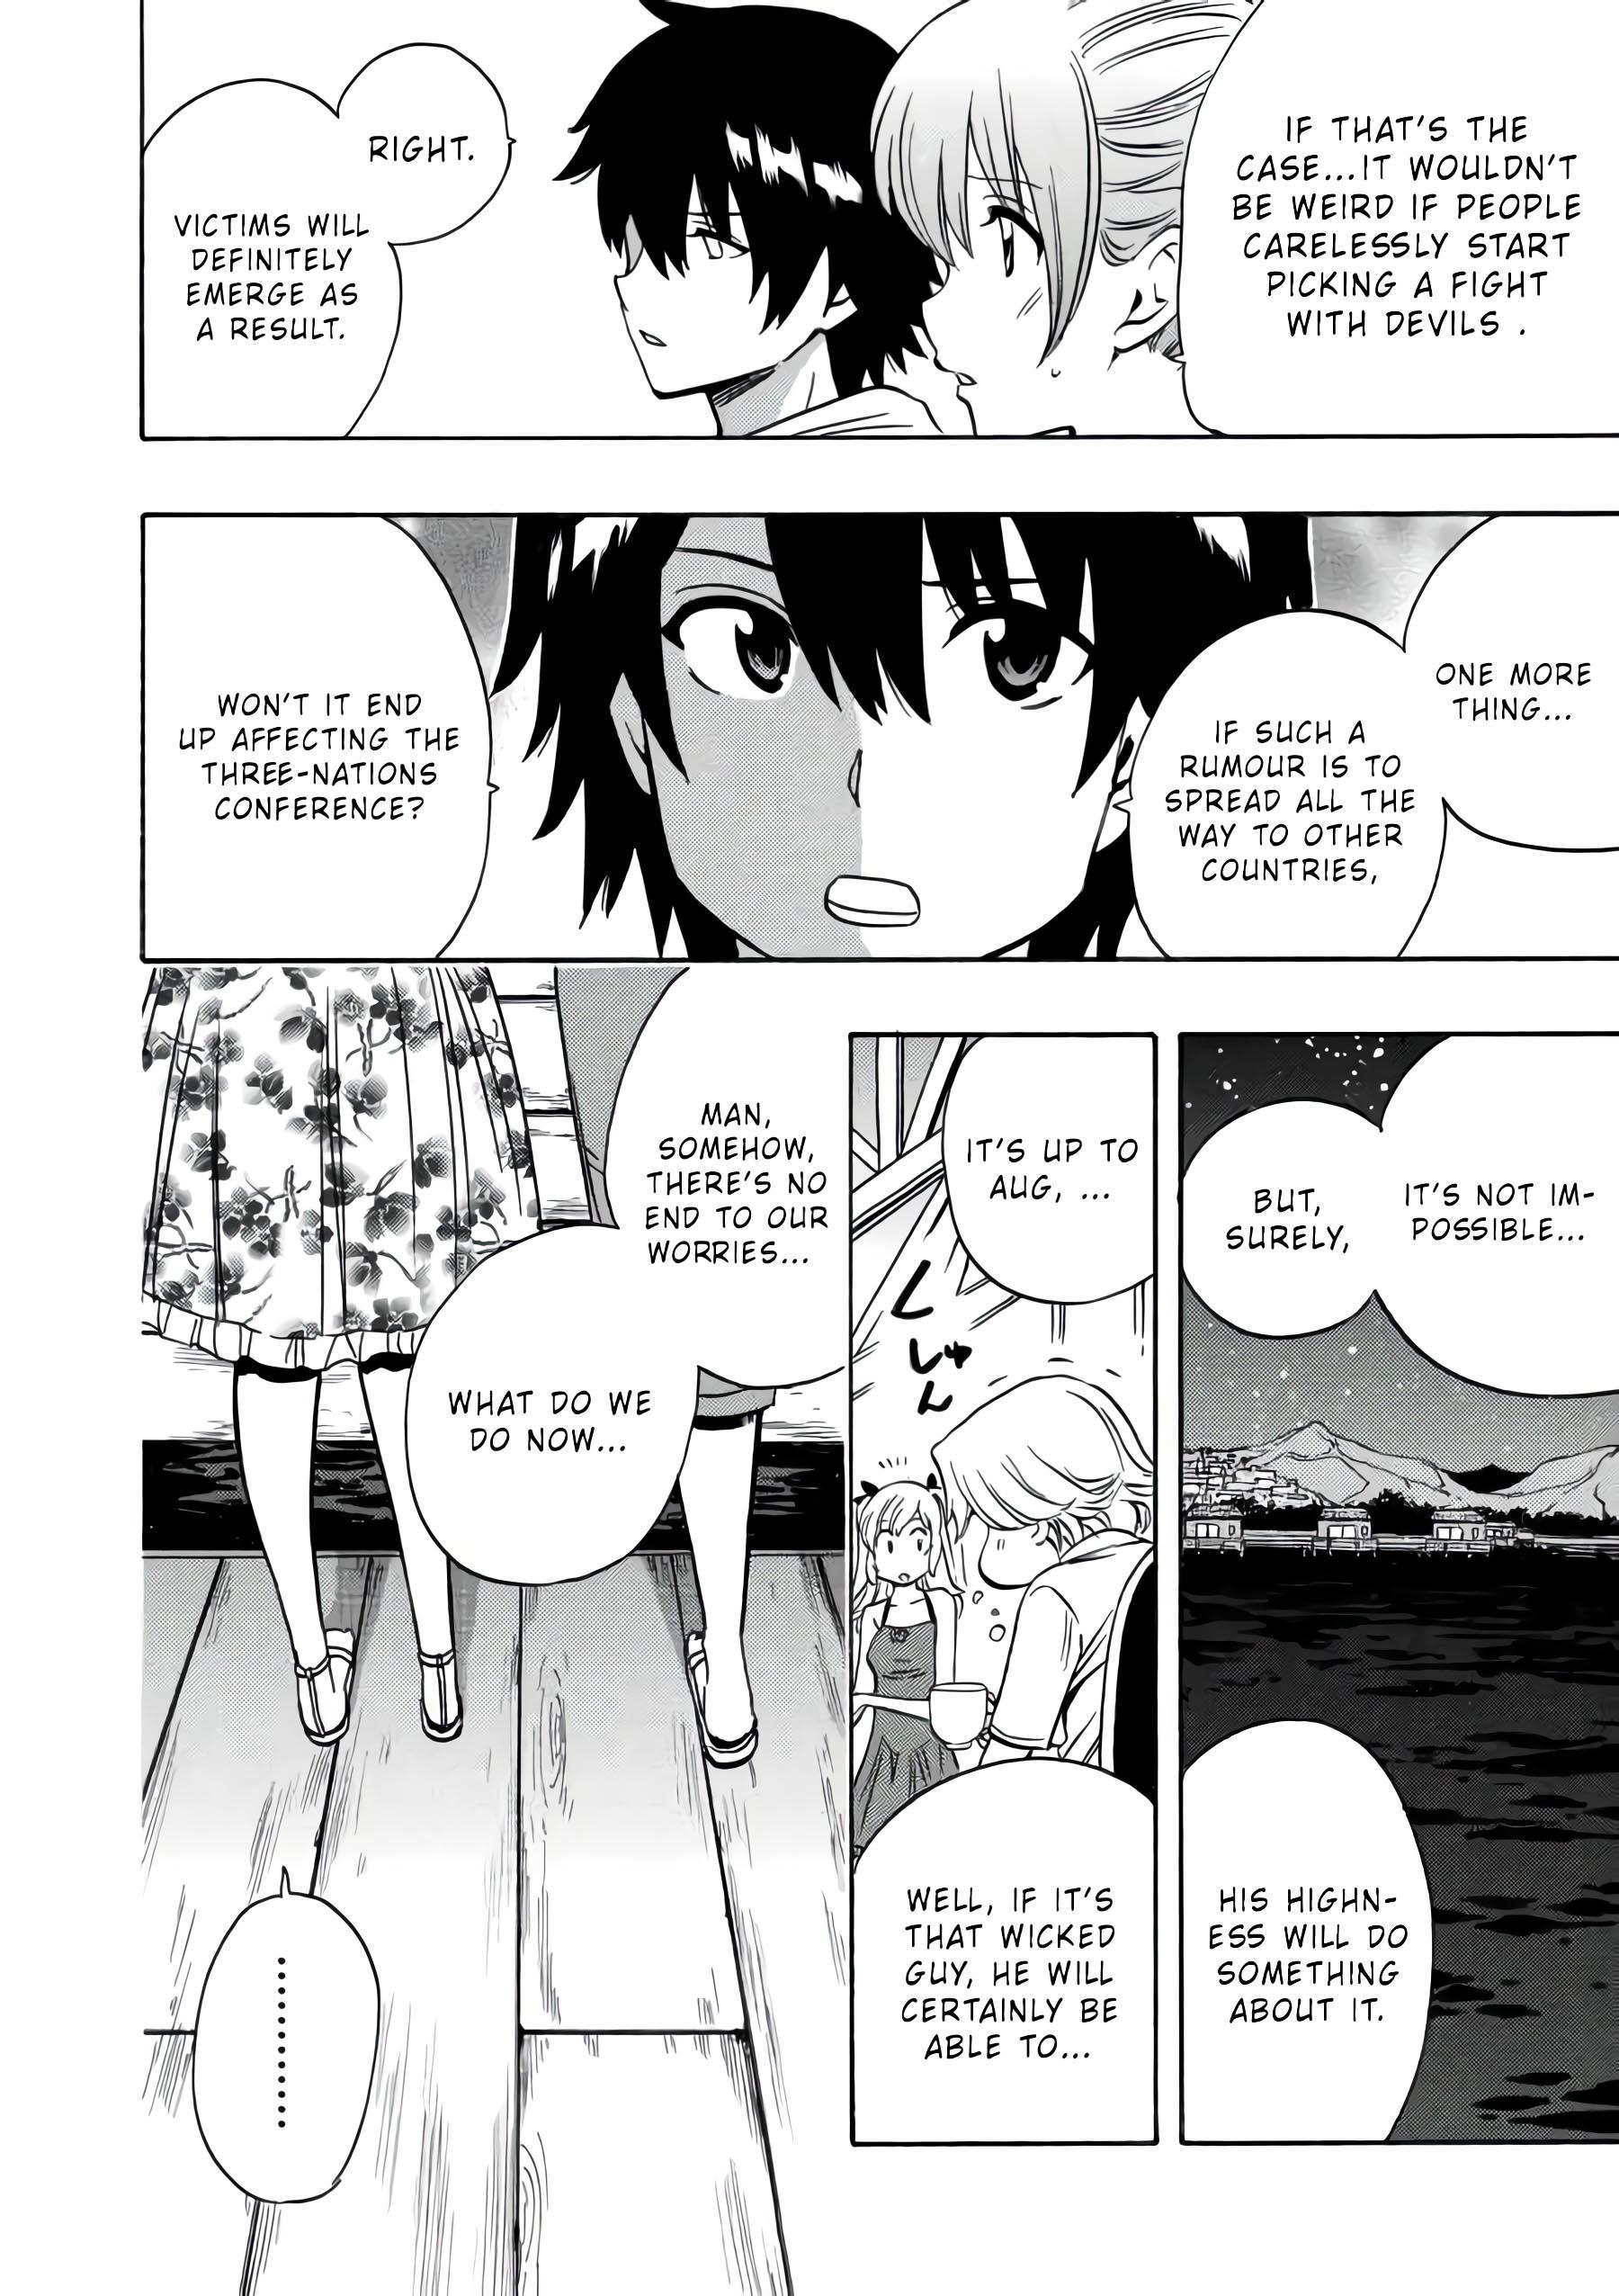 IF THAT'S THE
CASE...IT WOULDN'T
BE WEIRD IF PEOPLE
CARELESSLY START
PICKING A FIGHT
WITH DEVILS .
RIGHT.
VICTIMS WILL
DEFINITELY
EMERGE AS
A RESULT.
ONE MORE
THING...
IF SUCH A
RUMOUR IS TO
SPREAD ALL THE
WAY TO OTHER
COUNTRIES,
WON'T IT END
UP AFFECTING THE
THREE-NATIONS
CONFERENCE?
IT'S NOT IM-
POSSIBLE...
BUT,
SURELY,
HIS HIGHN-
ESS WILL DO
SOMETHING
ABOUT IT.
IT'S UP TO
AUG, ...
くしゅん
WELL, IF IT'S
THAT WICKED
GUY, HE WILL
CERTAINLY BE
ABLE TO...
MAN,
SOMEHOW,
THERE'S NO
END TO OUR
WORRIES...
WHAT DO WE
DO NOW...
..........